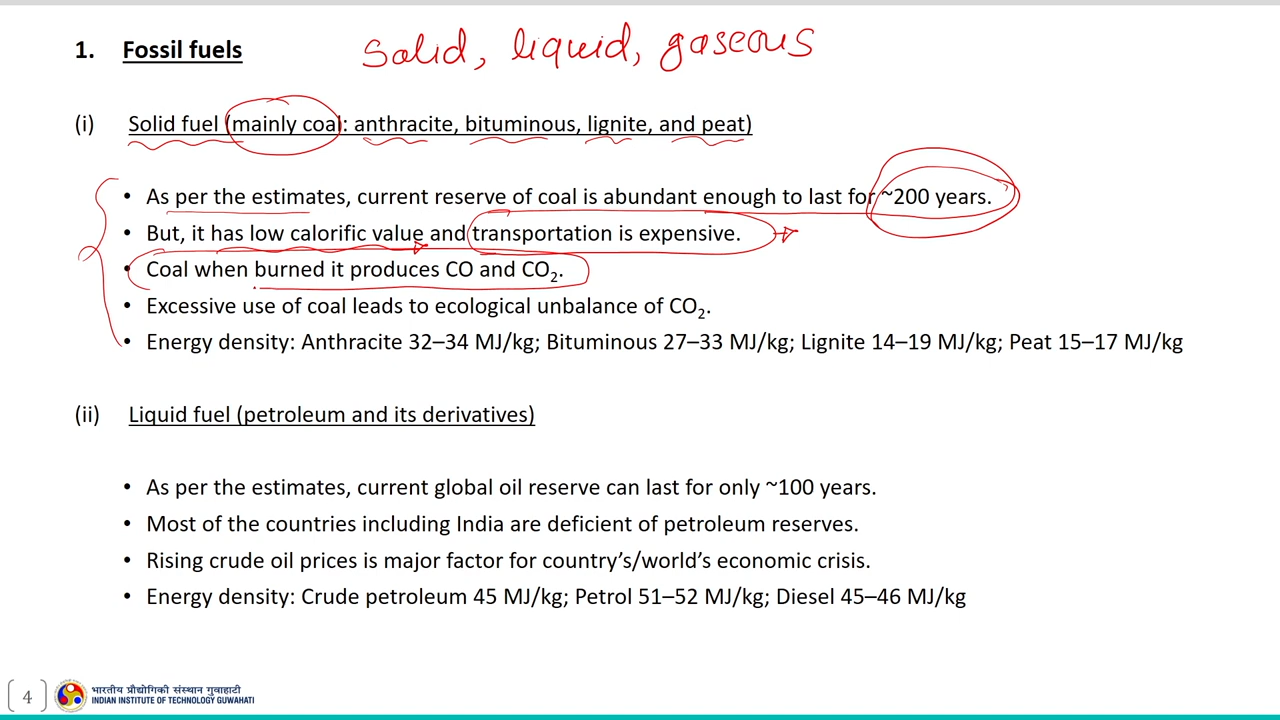 1. Fossil fuels Solid, liquid, gaseous
(i) Solid fuel (mainly coal: anthracite, bituminous, lignite, and peat)
• As per the estimates, current reserve of coal is abundant enough to last for ~200 years.
• But, it has low calorific value and transportation is expensive.
• Coal when burned it produces CO and CO₂.
• Excessive use of coal leads to ecological unbalance of CO₂.
• Energy density: Anthracite 32–34 MJ/kg; Bituminous 27–33 MJ/kg; Lignite 14–19 MJ/kg; Peat 15–17 MJ/kg
(ii) Liquid fuel (petroleum and its derivatives)
• As per the estimates, current global oil reserve can last for only ~100 years.
• Most of the countries including India are deficient of petroleum reserves.
• Rising crude oil prices is major factor for country’s/world’s economic crisis.
• Energy density: Crude petroleum 45 MJ/kg; Petrol 51–52 MJ/kg; Diesel 45–46 MJ/kg
4
भारतीय प्रौद्योगिकी संस्थान गुवाहाटी
INDIAN INSTITUTE OF TECHNOLOGY GUWAHATI